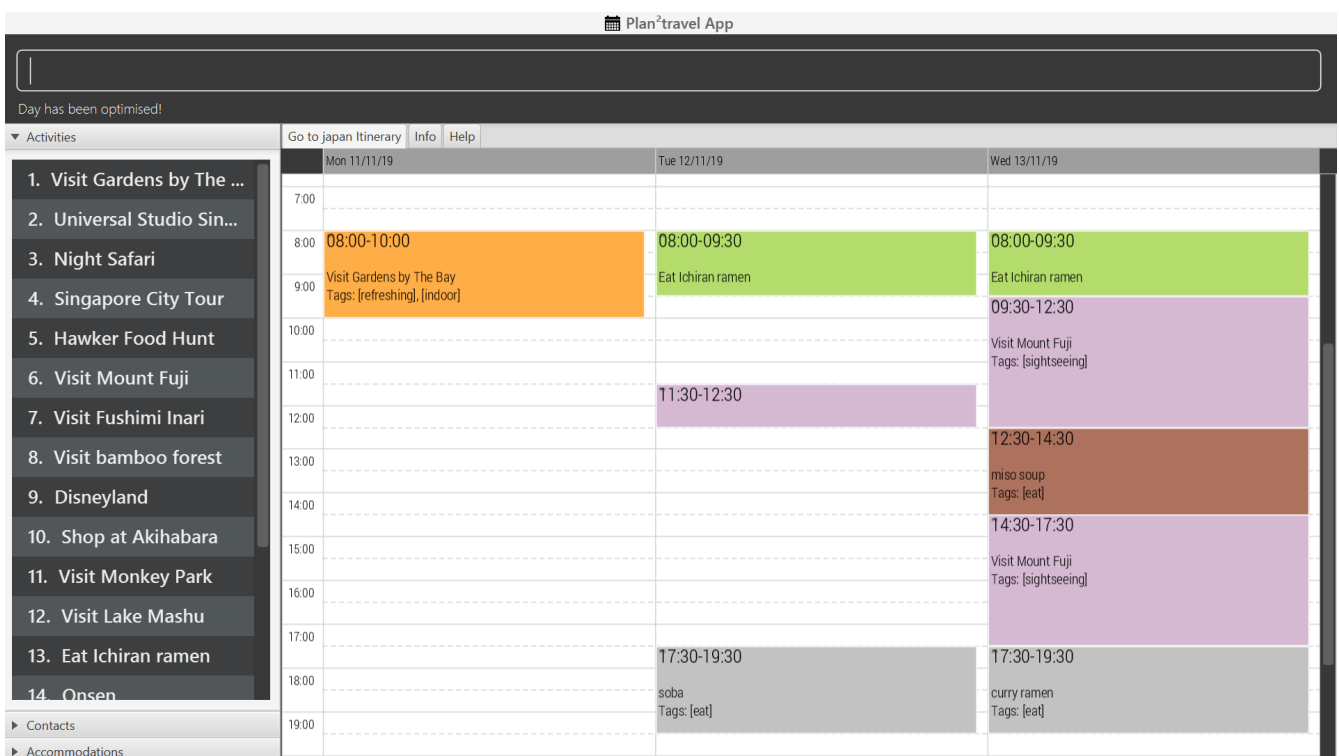 Plan²travel App
Day has been optimised!
Activities
1. Visit Gardens by The ...
2. Universal Studio Sin...
3. Night Safari
4. Singapore City Tour
5. Hawker Food Hunt
6. Visit Mount Fuji
7. Visit Fushimi Inari
8. Visit bamboo forest
9. Disneyland
10. Shop at Akihabara
11. Visit Monkey Park
12. Visit Lake Mashu
13. Eat Ichiran ramen
14. Onsen
Contacts
Accommodations
Go to japan Itinerary Info Help
Mon 11/11/19 Tue 12/11/19 Wed 13/11/19
7:00
8:00
9:00
10:00
11:00
12:00
13:00
14:00
15:00
16:00
17:00
18:00
19:00
08:00-10:00
Visit Gardens by The Bay
Tags: [refreshing], [indoor]
08:00-09:30
Eat Ichiran ramen
11:30-12:30
17:30-19:30
soba
Tags: [eat]
08:00-09:30
Eat Ichiran ramen
09:30-12:30
Visit Mount Fuji
Tags: [sightseeing]
12:30-14:30
miso soup
Tags: [eat]
14:30-17:30
Visit Mount Fuji
Tags: [sightseeing]
17:30-19:30
curry ramen
Tags: [eat]